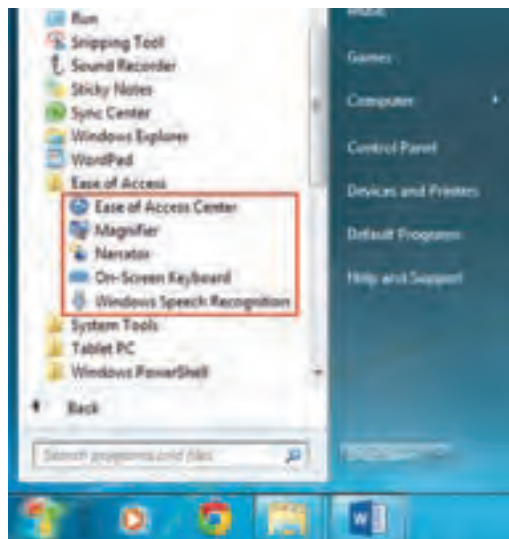 Run
Snipping Tool
Sound Recorder
Sticky Notes
Sync Center
Windows Explorer
WordPad
Ease of Access
Ease of Access Center
Magnifier
Narrator
On-Screen Keyboard
Windows Speech Recognition
System Tools
Tablet PC
Windows PowerShell
Back
Search programs and files
Music
Games
Computer
Control Panel
Devices and Printers
Default Programs
Help and Support